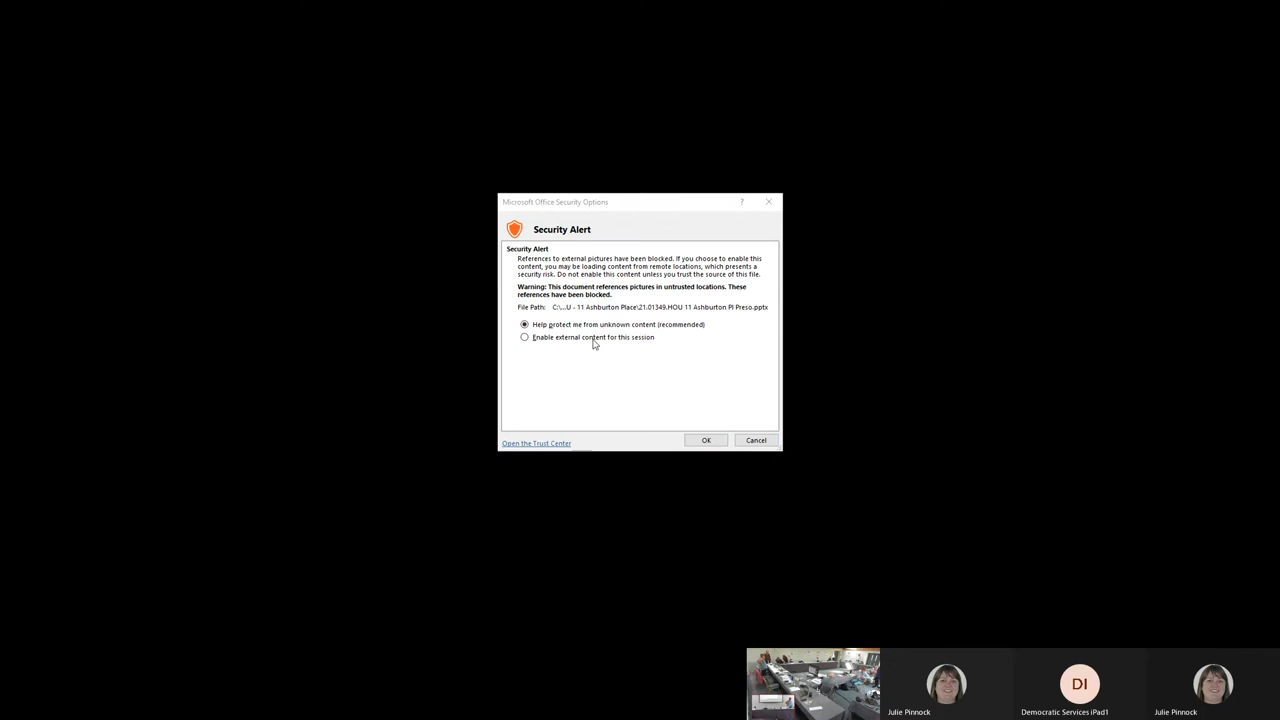 Microsoft Office Security Options
?
Security Alert
Security Alert
References to external pictures have been blocked. If you choose to enable this
content, you may be loading content from remote locations, which presents a
security risk. Do not enable this content unless you trust the source of this file.
Warning: This document references pictures in untrusted locations. These
references have been blocked.
File Path: C:\...U - 11 Ashburton Place\21.01349.HOU 11 Ashburton Pl Preso.pptx
Help protect me from unknown content (recommended)
Enable external content for this session
Open the Trust Center
OK
Cancel
DI
Julie Pinnock
Democratic Services iPad1
Julie Pinnock